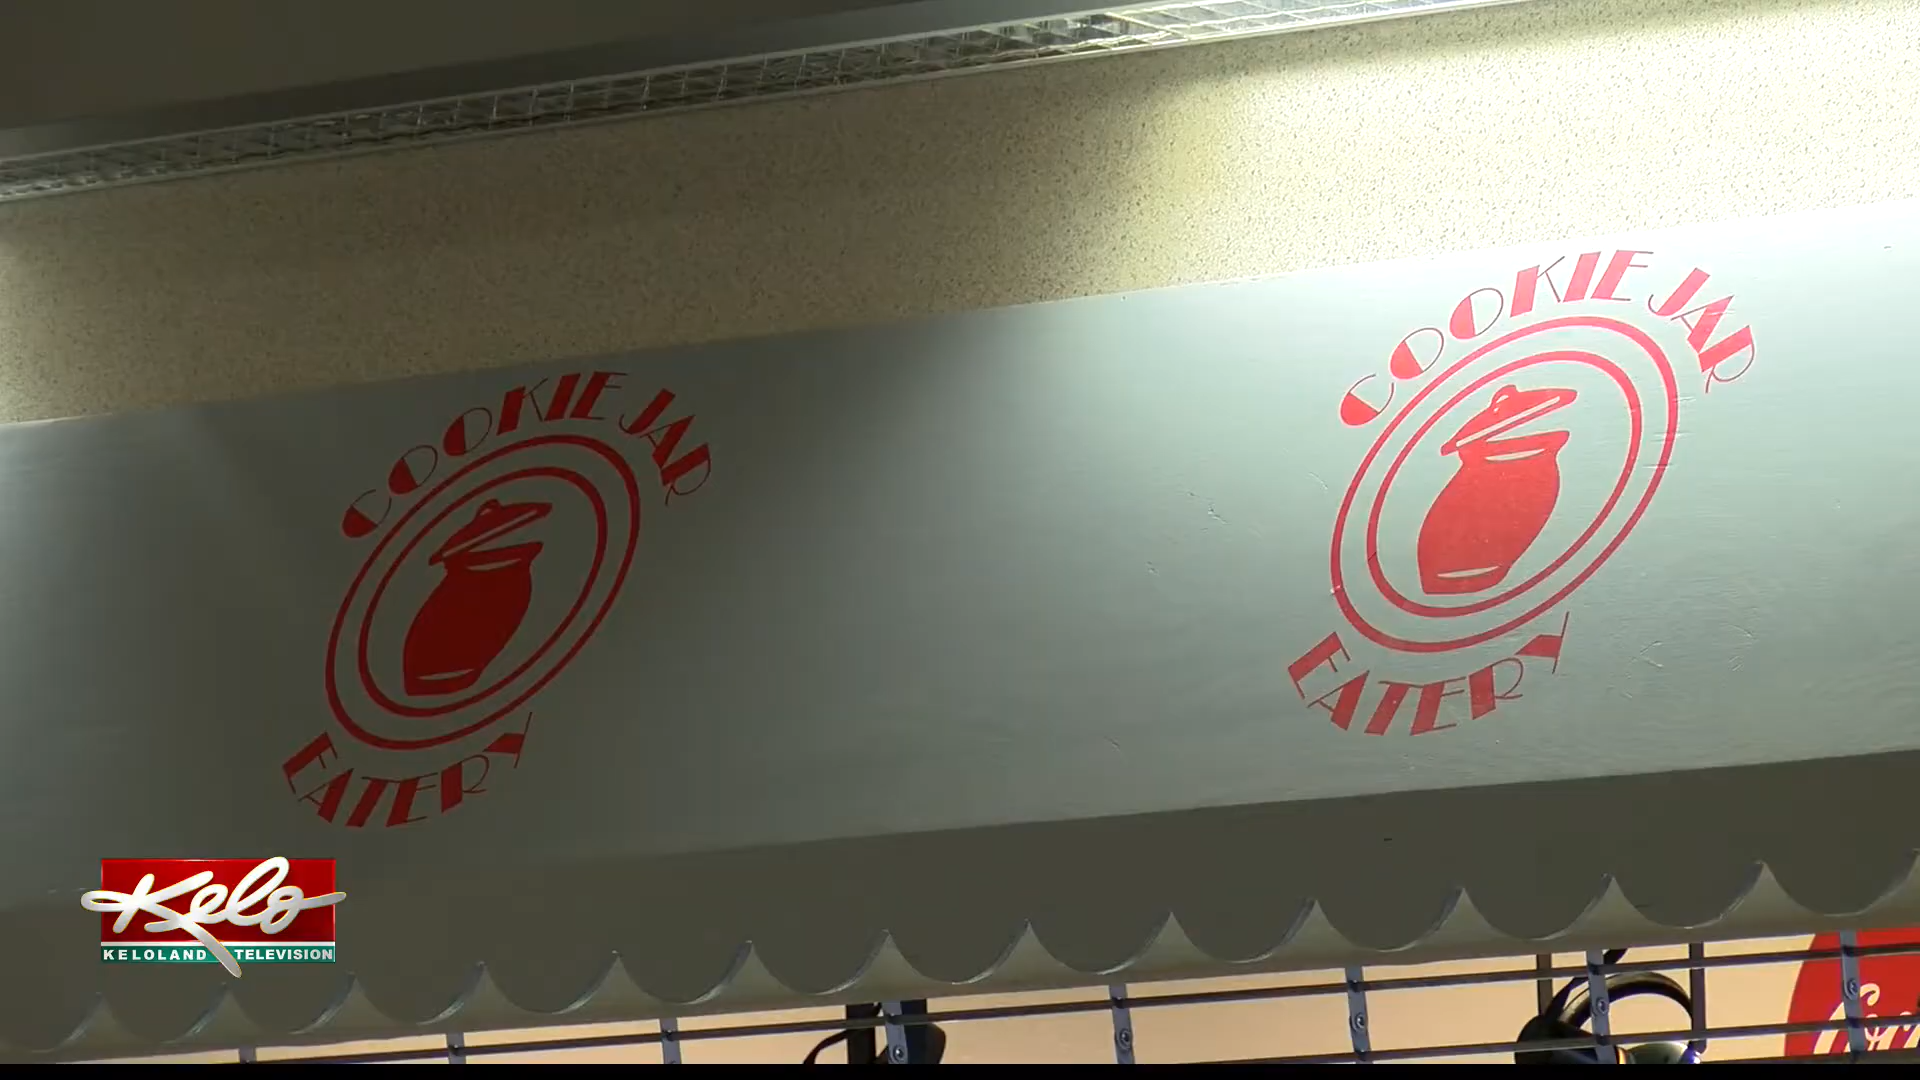 COOKIE JAR
EATERY
COOKIE JAR
EATERY
Kelo
KELOLAND TELEVISION